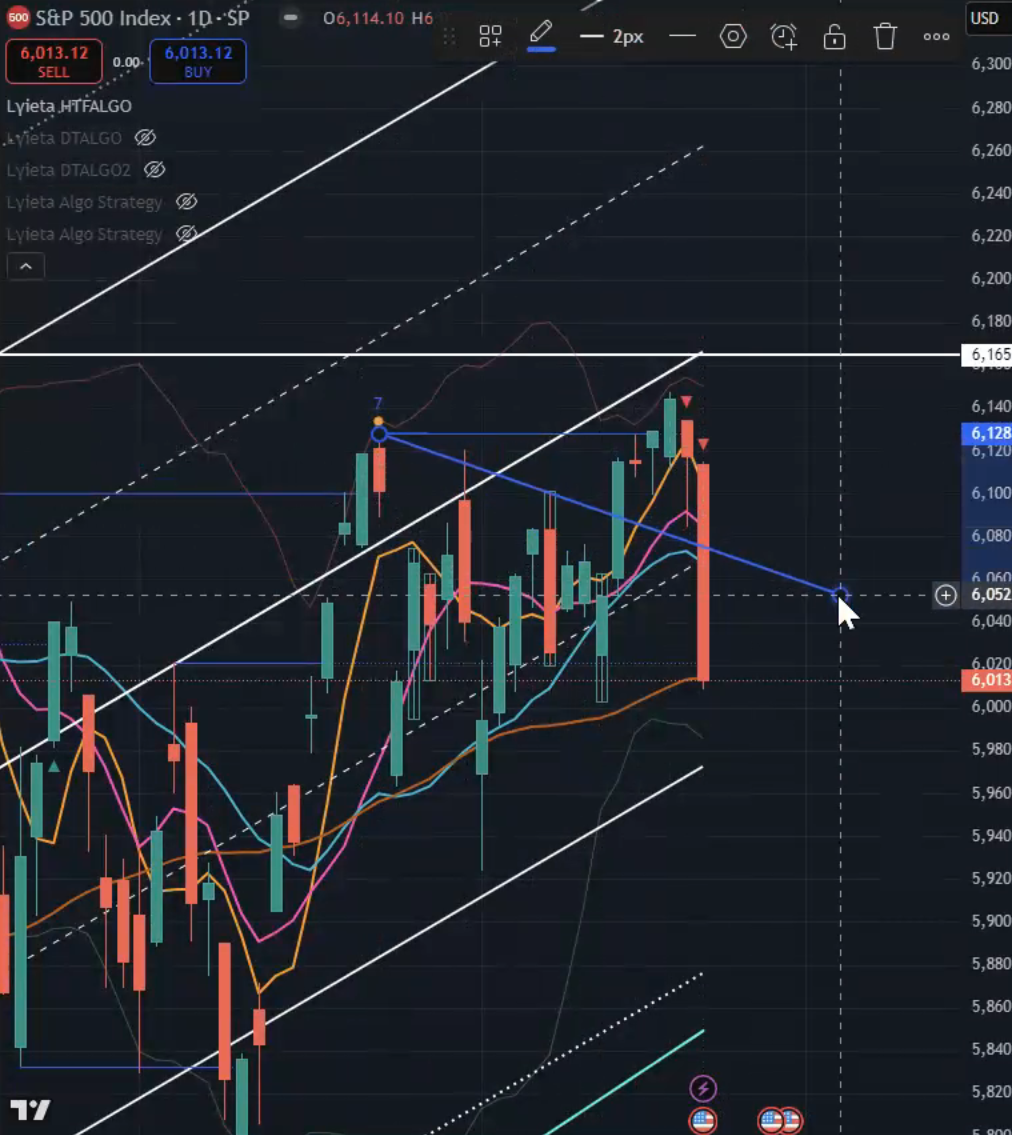 500 S&P 500 Index · 1D · SP
O6,114.10 H6
2px
USD
6,013.12 SELL
0.00
6,013.12 BUY
Lyieta HTFALGO
Lyieta DTALGO
Lyieta DTALGO2
Lyieta Algo Strategy
Lyieta Algo Strategy
7
6,300
6,280
6,260
6,240
6,220
6,200
6,180
6,165
6,140
6,128
6,120
6,100
6,080
6,060
6,052
6,040
6,020
6,013
6,000
5,980
5,960
5,940
5,920
5,900
5,880
5,860
5,840
5,820